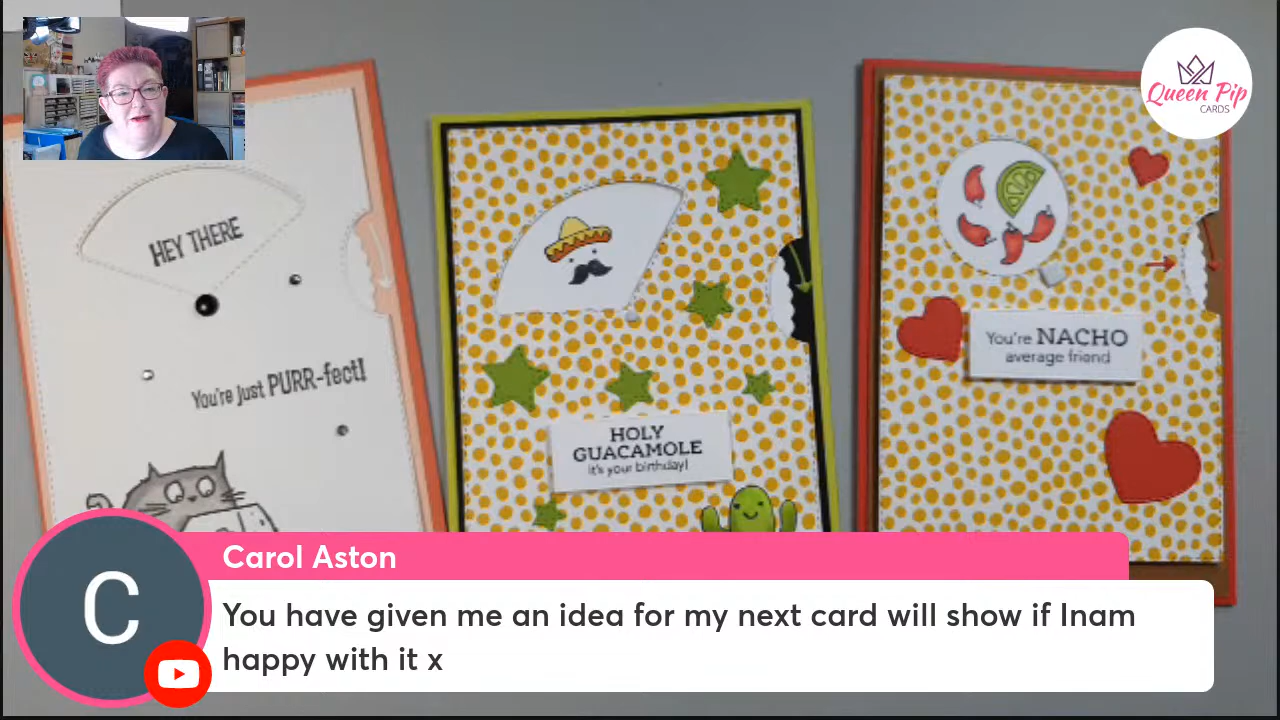 Queen Pip
CARDS
HEY THERE
You're just PURR-fect!
HOLY
GUACAMOLE
it's your birthday!
You're NACHO
average friend
C
Carol Aston
You have given me an idea for my next card will show if Inam
happy with it x